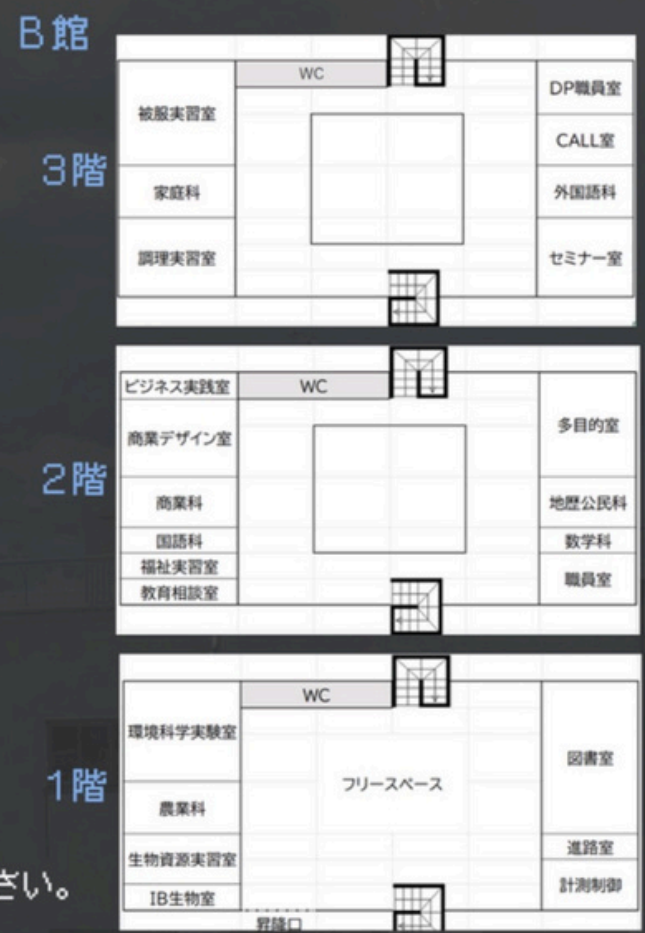 B館
3階
WC
被服実習室
家庭科
調理実習室
DP職員室
CALL室
外国語科
セミナー室
2階
ビジネス実践室
WC
商業デザイン室
商業科
国語科
福祉実習室
教育相談室
多目的室
地歴公民科
数学科
職員室
1階
WC
環境科学実験室
農業科
生物資源実習室
IB生物室
フリースペース
図書室
進路室
計測制御
昇降口
さい。